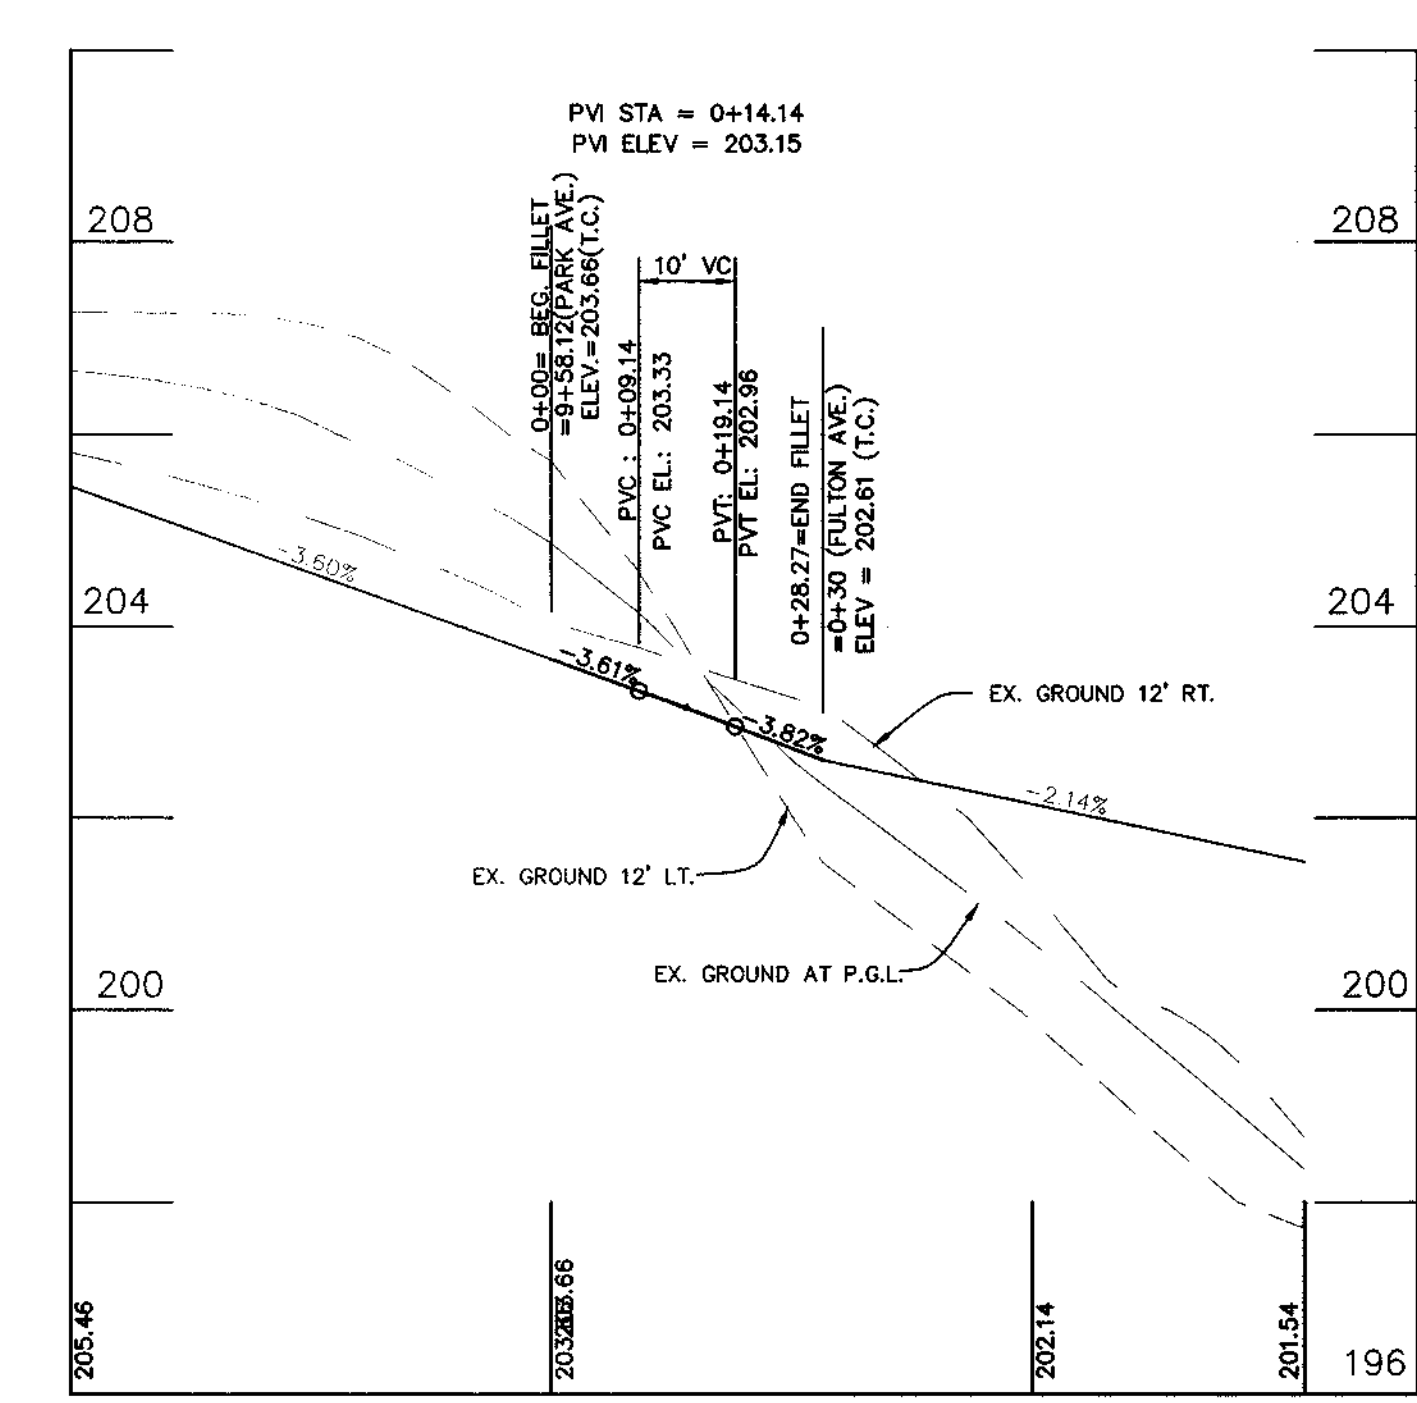 PVI STA = 0+14.14
PVI ELEV = 203.15
208
208
0+00= BEG. FILLET
=9+58.12(PARK AVE.)
ELEV.=203.66(T.C.)
10' VC
PVC : 0+09.14
PVC EL.: 203.33
PVT: 0+19.14
PVT EL: 202.96
0+28.27=END FILLET
=0+30 (FULTON AVE.)
ELEV = 202.61 (T.C.)
-3.60%
204
204
-3.61%
-3.82%
EX. GROUND 12' RT.
-2.14%
EX. GROUND 12' LT.
EX. GROUND AT P.G.L.
200
200
205.46
202.14
201.54
196